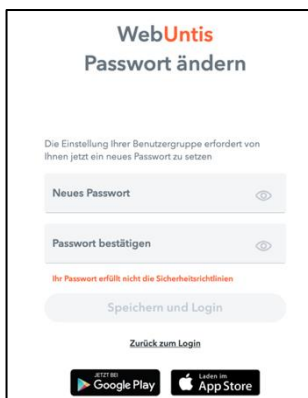 WebUntis
Passwort ändern
Die Einstellung Ihrer Benutzergruppe erfordert von
Ihnen jetzt ein neues Passwort zu setzen
Neues Passwort
Passwort bestätigen
Ihr Passwort erfüllt nicht die Sicherheitsrichtlinien
Speichern und Login
Zurück zum Login
JETZT BEI
Google Play
Laden im
App Store